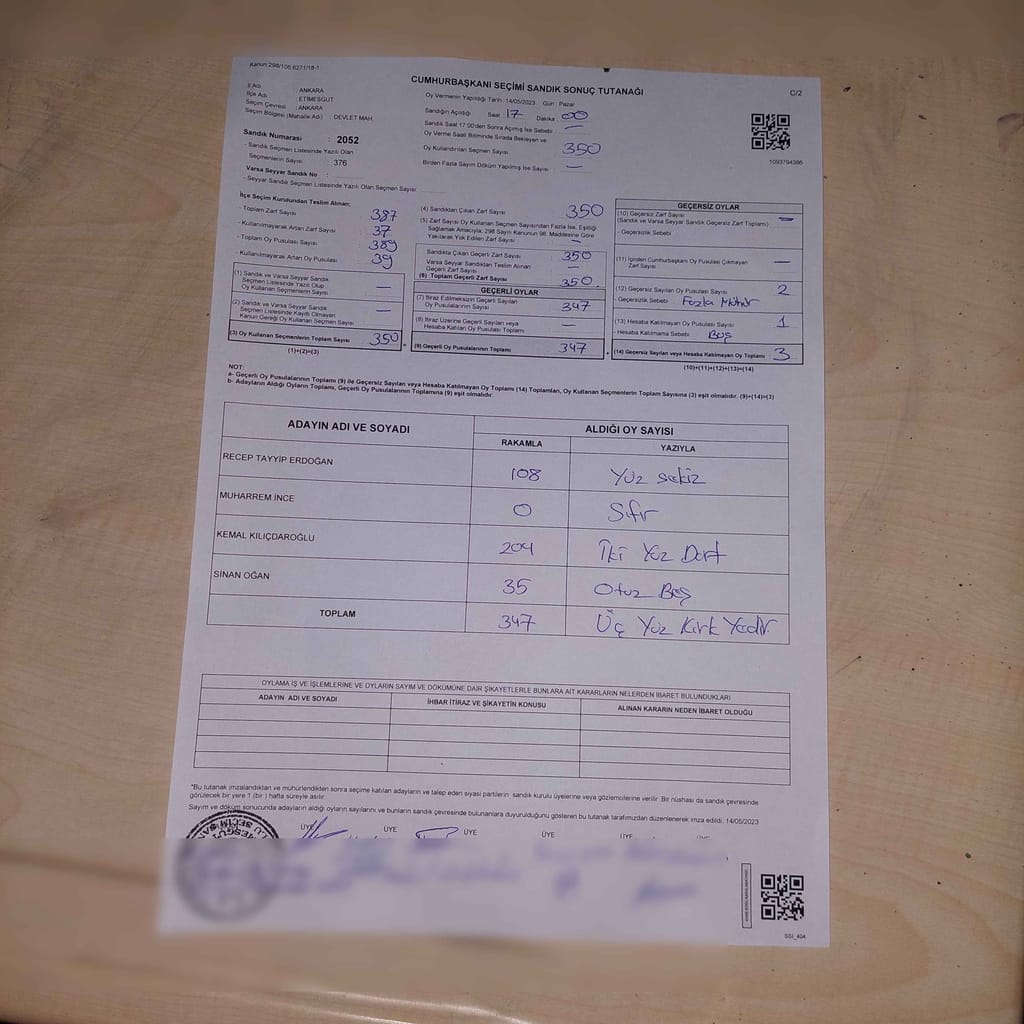 Kanun:298/105;6271/18-1
CUMHURBAŞKANI SEÇİMİ SANDIK SONUÇ TUTANAĞI
C/2
İl Adı : ANKARA
İlçe Adı : ETİMESGUT
Seçim Çevresi : ANKARA
Seçim Bölgesi (Mahalle Adı) : DEVLET MAH.
Sandık Numarası : 2052
- Sandık Seçmen Listesinde Yazılı Olan
Seçmenlerin Sayısı : 376
Varsa Seyyar Sandık No :
- Seyyar Sandık Seçmen Listesinde Yazılı Olan Seçmen Sayısı:
Oy Vermenin Yapıldığı Tarih : 14/05/2023 Gün : Pazar
Sandığın Açıldığı Saat : 17 Dakika : 00
Sandık Saat 17:00'den Sonra Açılmış İse Sebebi : —
Oy Verme Saati Bitiminde Sırada Bekleyen ve
Oy Kullandırılan Seçmen Sayısı 350
Birden Fazla Sayım Döküm Yapılmış İse Sayısı : —
1093794386
İlçe Seçim Kurulundan Teslim Alınan;
- Toplam Zarf Sayısı 387
- Kullanılmayarak Artan Zarf Sayısı 37
- Toplam Oy Pusulası Sayısı 389
- Kullanılmayarak Artan Oy Pusulası 39
(1) Sandık ve Varsa Seyyar Sandık
Seçmen Listesinde Yazılı Olup
Oy Kullanan Seçmenlerin Sayısı —
(2) Sandık ve Varsa Seyyar Sandık
Seçmen Listesinde Kayıtlı Olmayan
Kanun Gereği Oy Kullanan Seçmen Sayısı —
(3) Oy Kullanan Seçmenlerin Toplam Sayısı 350
(1)+(2)=(3)
(4) Sandıktan Çıkan Zarf Sayısı 350
(5) Zarf Sayısı Oy Kullanan Seçmen Sayısından Fazla İse, Eşitliği
Sağlamak Amacıyla; 298 Sayılı Kanunun 98. Maddesine Göre
Yakılarak Yok Edilen Zarf Sayısı —
Sandıkta Çıkan Geçerli Zarf Sayısı 350
Varsa Seyyar Sandıktan Teslim Alınan
Geçerli Zarf Sayısı —
(6) Toplam Geçerli Zarf Sayısı 350
GEÇERLİ OYLAR
(7) İtiraz Edilmeksizin Geçerli Sayılan
Oy Pusulalarının Sayısı 347
(8) İtiraz Üzerine Geçerli Sayılan veya
Hesaba Katılan Oy Pusulası Toplamı —
(9) Geçerli Oy Pusulalarının Toplamı 347
GEÇERSİZ OYLAR
(10) Geçersiz Zarf Sayısı
(Sandık ve Varsa Seyyar Sandık Geçersiz Zarf Toplamı) : —
- Geçersizlik Sebebi :
(11) İçinden Cumhurbaşkanı Oy Pusulası Çıkmayan
Zarf Sayısı —
(12) Geçersiz Sayılan Oy Pusulası Sayısı 2
- Geçersizlik Sebebi : Fazla Mühür
(13) Hesaba Katılmayan Oy Pusulası Sayısı 1
- Hesaba Katılmama Sebebi : Boş
(14) Geçersiz Sayılan veya Hesaba Katılmayan Oy Toplamı 3
(10)+(11)+(12)+(13)=(14)
NOT:
a- Geçerli Oy Pusulalarının Toplamı (9) ile Geçersiz Sayılan veya Hesaba Katılmayan Oy Toplamı (14) Toplamları, Oy Kullanan Seçmenlerin Toplam Sayısına (3) eşit olmalıdır. (9)+(14)=(3)
b- Adayların Aldığı Oyların Toplamı, Geçerli Oy Pusulalarının Toplamına (9) eşit olmalıdır.
ADAYIN ADI VE SOYADI ALDIĞI OY SAYISI
RAKAMLA YAZIYLA
RECEP TAYYİP ERDOĞAN 108 Yüz sekiz
MUHARREM İNCE 0 Sıfır
KEMAL KILIÇDAROĞLU 204 İki Yüz Dört
SİNAN OĞAN 35 Otuz Beş
TOPLAM 347 Üç Yüz Kırk Yedi
OYLAMA İŞ VE İŞLEMLERİNE VE OYLARIN SAYIM VE DÖKÜMÜNE DAİR ŞİKAYETLERLE BUNLARA AİT KARARLARIN NELERDEN İBARET BULUNDUKLARI
ADAYIN ADI VE SOYADI İHBAR İTİRAZ VE ŞİKAYETİN KONUSU ALINAN KARARIN NEDEN İBARET OLDUĞU
*Bu tutanak imzalandıktan ve mühürlendikten sonra seçime katılan adayların ve talep eden siyasi partilerin sandık kurulu üyelerine veya gözlemcilerine verilir. Bir nüshası da sandık çevresinde
görülecek bir yere 1 (bir) hafta süreyle asılır.
Sayım ve döküm sonucunda adayların aldığı oyların sayılarını ve bunların sandık çevresinde bulunanlara duyurulduğunu gösteren bu tutanak tarafımızdan düzenlenerek imza edildi. 14/05/2023
ÜYE ÜYE ÜYE ÜYE ÜYE ÜYE
SSI_404